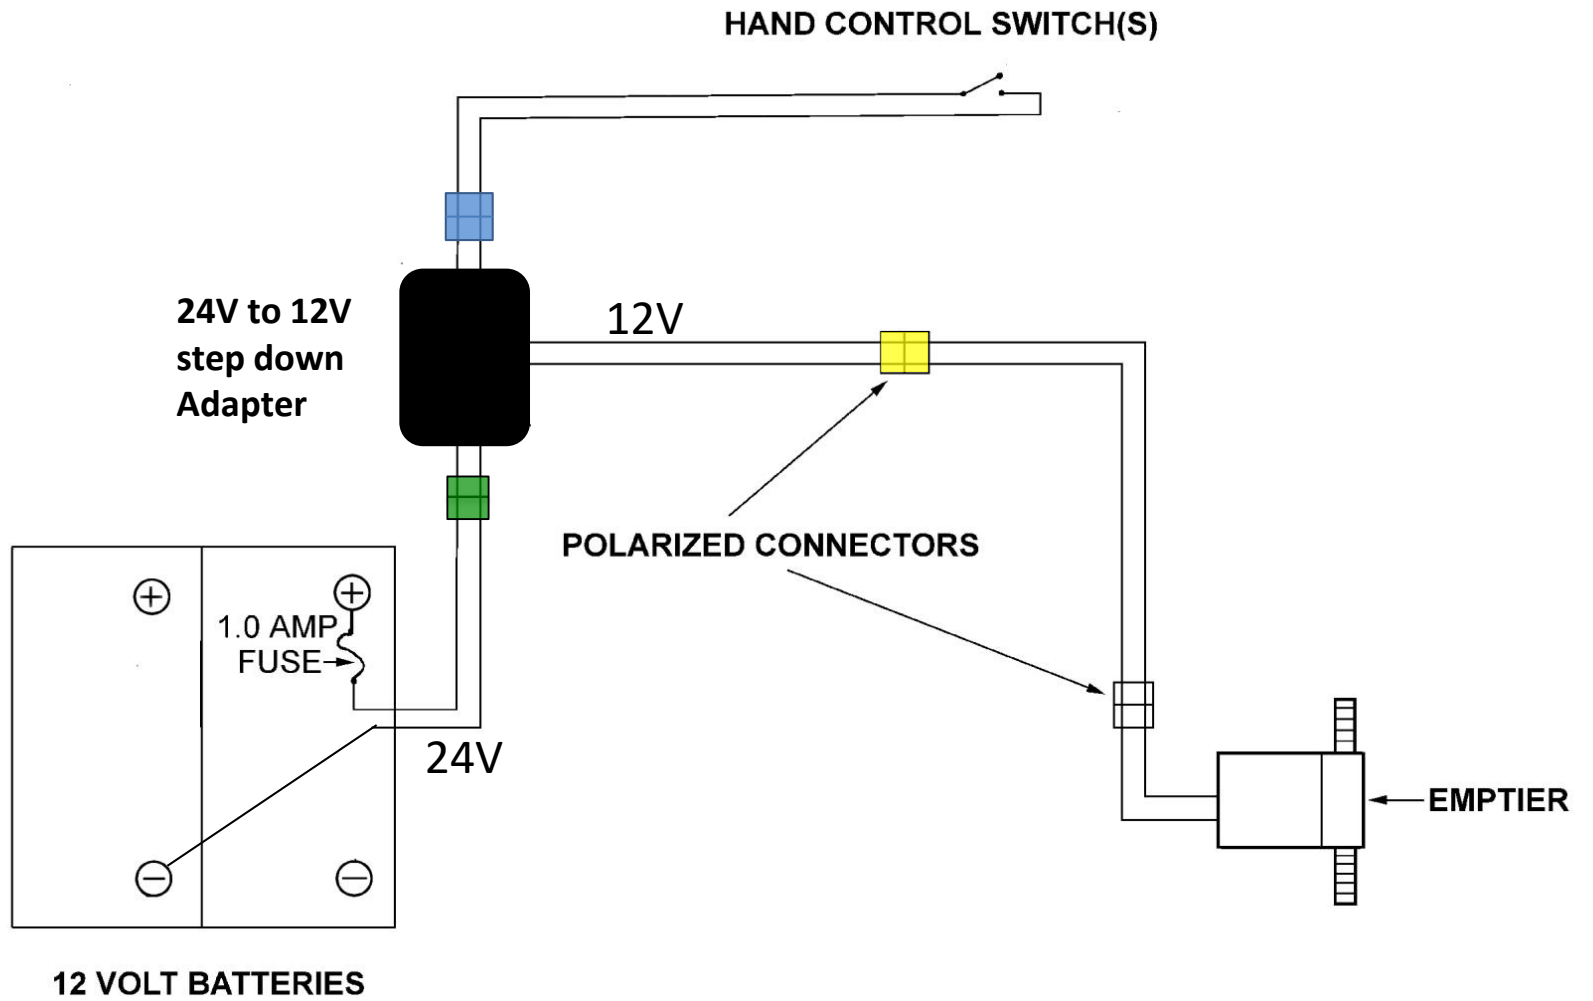 HAND CONTROL SWITCH(S)
24V to 12V
step down
Adapter
12V
POLARIZED CONNECTORS
1.0 AMP
FUSE
24V
EMPTIER
12 VOLT BATTERIES